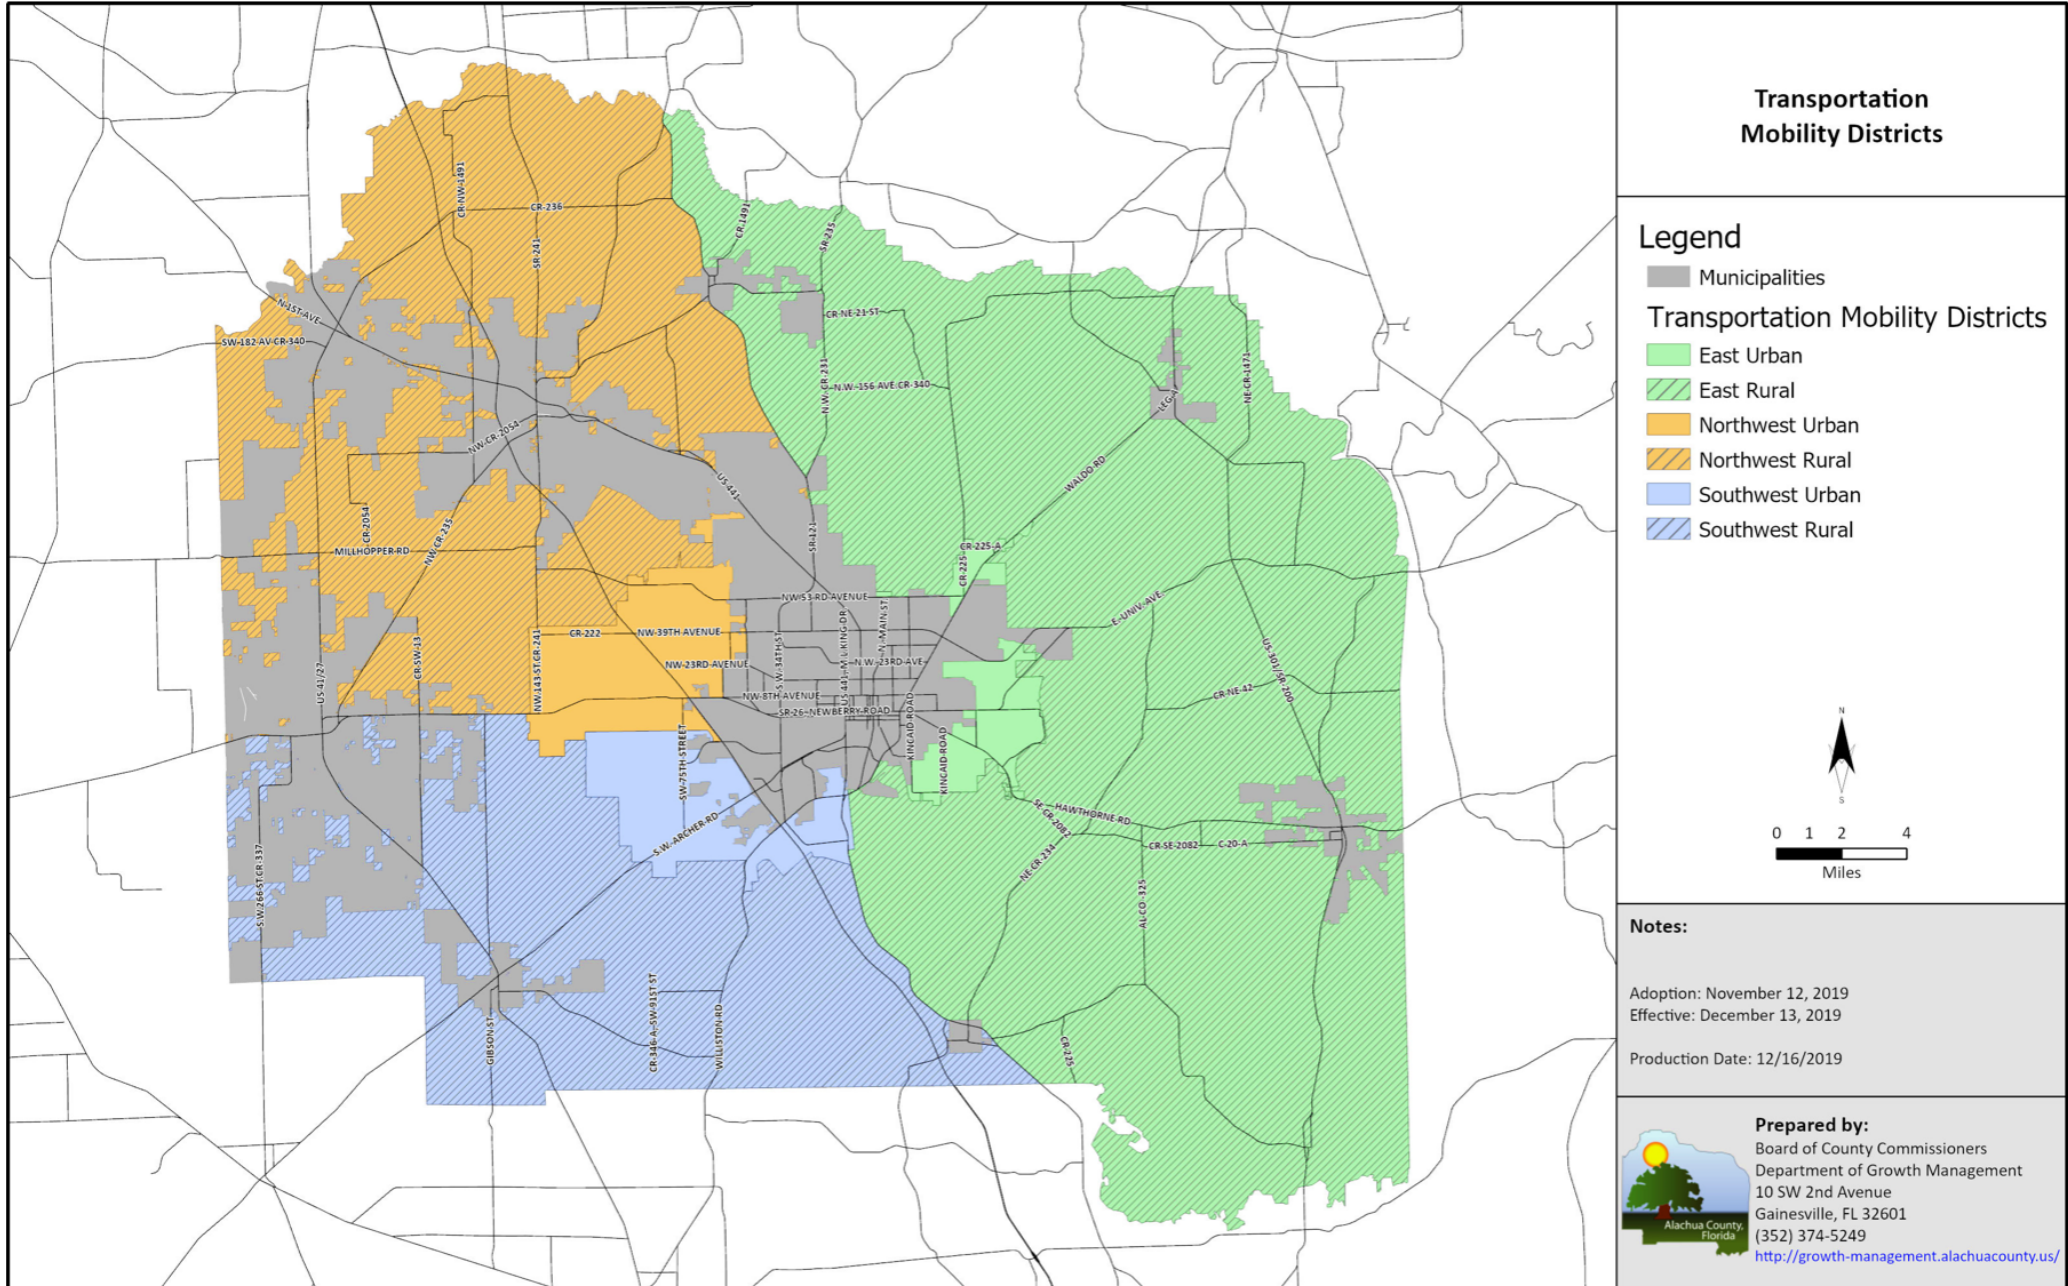 Transportation
Mobility Districts
Legend
Municipalities
Transportation Mobility Districts
East Urban
East Rural
Northwest Urban
Northwest Rural
Southwest Urban
Southwest Rural
N
S
0 1 2 4
Miles
Notes:
Adoption: November 12, 2019
Effective: December 13, 2019
Production Date: 12/16/2019
Prepared by:
Board of County Commissioners
Department of Growth Management
10 SW 2nd Avenue
Gainesville, FL 32601
(352) 374-5249
http://growth-management.alachuacounty.us/
Alachua County,
Florida
CR-NW-1491
CR-236
SR-241
CR-1491
SR-235
N-1ST-AVE
SW-182-AV-CR-340
CR-NE-21-ST
NW-CR-231
N.W.-156-AVE-CR-340
NE-CR-1471
NW-CR-2054
US-441
WALDO-RD
CR-2054
NW-CR-235
MILLHOPPER-RD
SR-121
CR-225-A
CR-225
NW-53-RD-AVENUE
E-UNIV-AVE
CR-222
NW-39TH-AVENUE
N-MAIN-ST
US-441-M-L-KING-DR
S.W-34TH-ST
NW-23RD-AVENUE
N.W-23RD-AVE
CR-SW-13
NW-143-ST-CR-241
US-41/27
NW-8TH-AVENUE
SR-26-NEWBERRY-ROAD
CR-NE-42
US-301/SR-200
KINCAID-ROAD
KINCAID-ROAD
SW-75TH-STREET
S.W-ARCHER-RD
HAWTHORNE-RD
SE-CR-2082
CR-SE-2082
C-20-A
NE-CR-234
AL-CO-325
S.W-266-ST-CR-337
GIBSON-ST
CR-346-A-SW-91ST-ST
WILLISTON-RD
CR-225